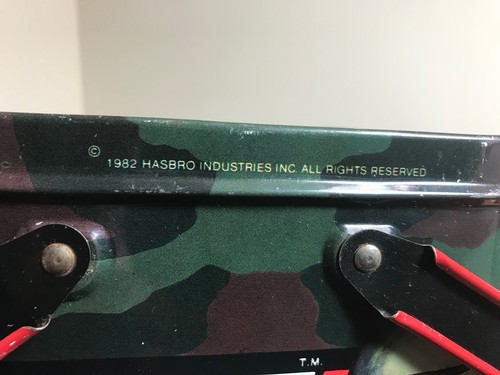 © 1982 HASBRO INDUSTRIES INC. ALL RIGHTS RESERVED
T.M.